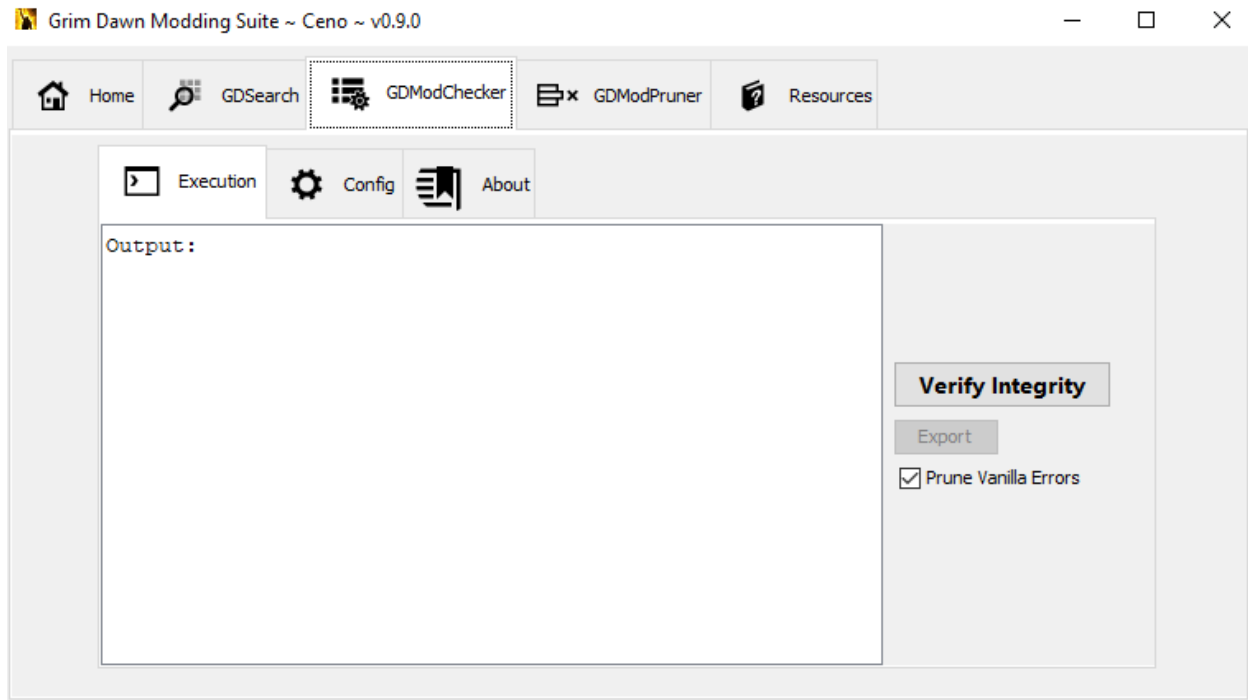 Grim Dawn Modding Suite ~ Ceno ~ v0.9.0
Home GDSearch GDModChecker GDModPruner Resources
Execution Config About
Output:
Verify Integrity
Export
Prune Vanilla Errors